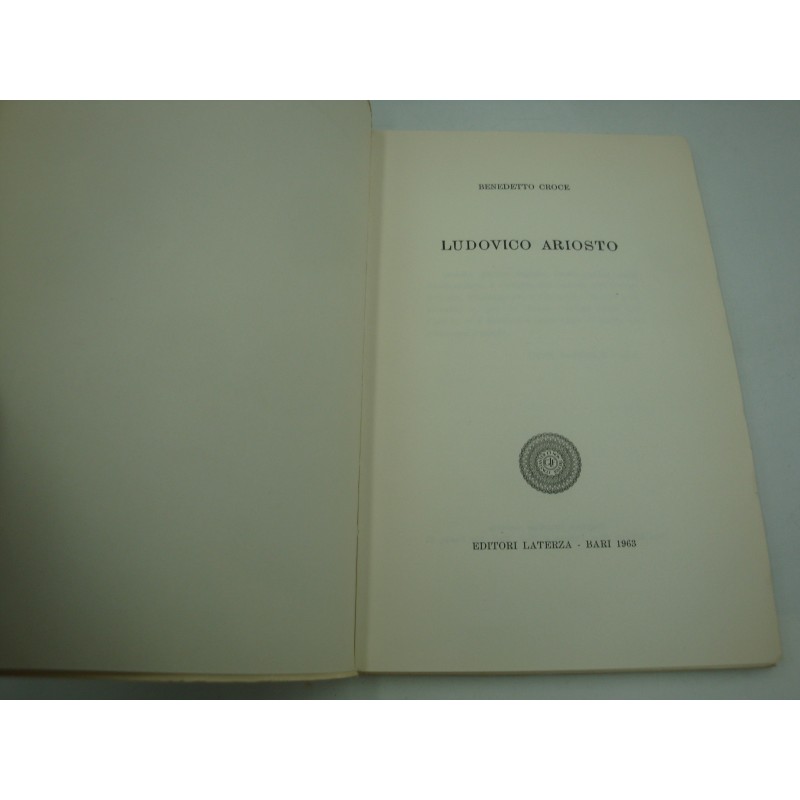 BENEDETTO CROCE
LUDOVICO ARIOSTO
EDITORI LATERZA - BARI 1963